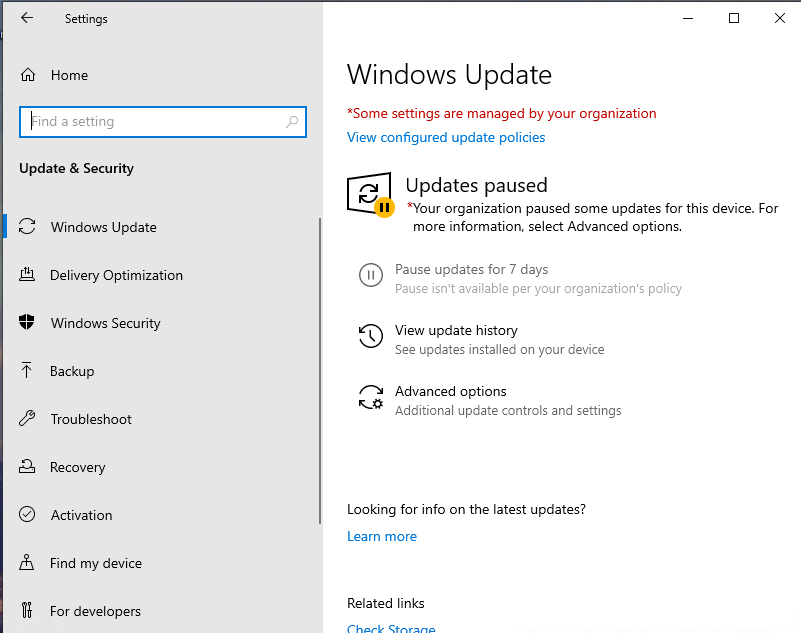 Settings
Home
Find a setting
Update & Security
Windows Update
Delivery Optimization
Windows Security
Backup
Troubleshoot
Recovery
Activation
Find my device
For developers
Windows Update
*Some settings are managed by your organization
View configured update policies
Updates paused
*Your organization paused some updates for this device. For
more information, select Advanced options.
Pause updates for 7 days
Pause isn't available per your organization's policy
View update history
See updates installed on your device
Advanced options
Additional update controls and settings
Looking for info on the latest updates?
Learn more
Related links
Check Storage